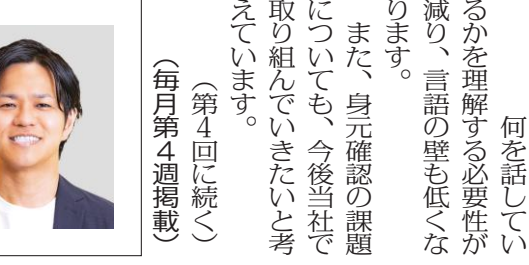 何を話してい
るかを理解する必要性が
減り、言語の壁も低くな
ります。
また、身元確認の課題
についても、今後当社で
取り組んでいきたいと考
えています。
（第4回に続く）
（毎月第4週掲載）